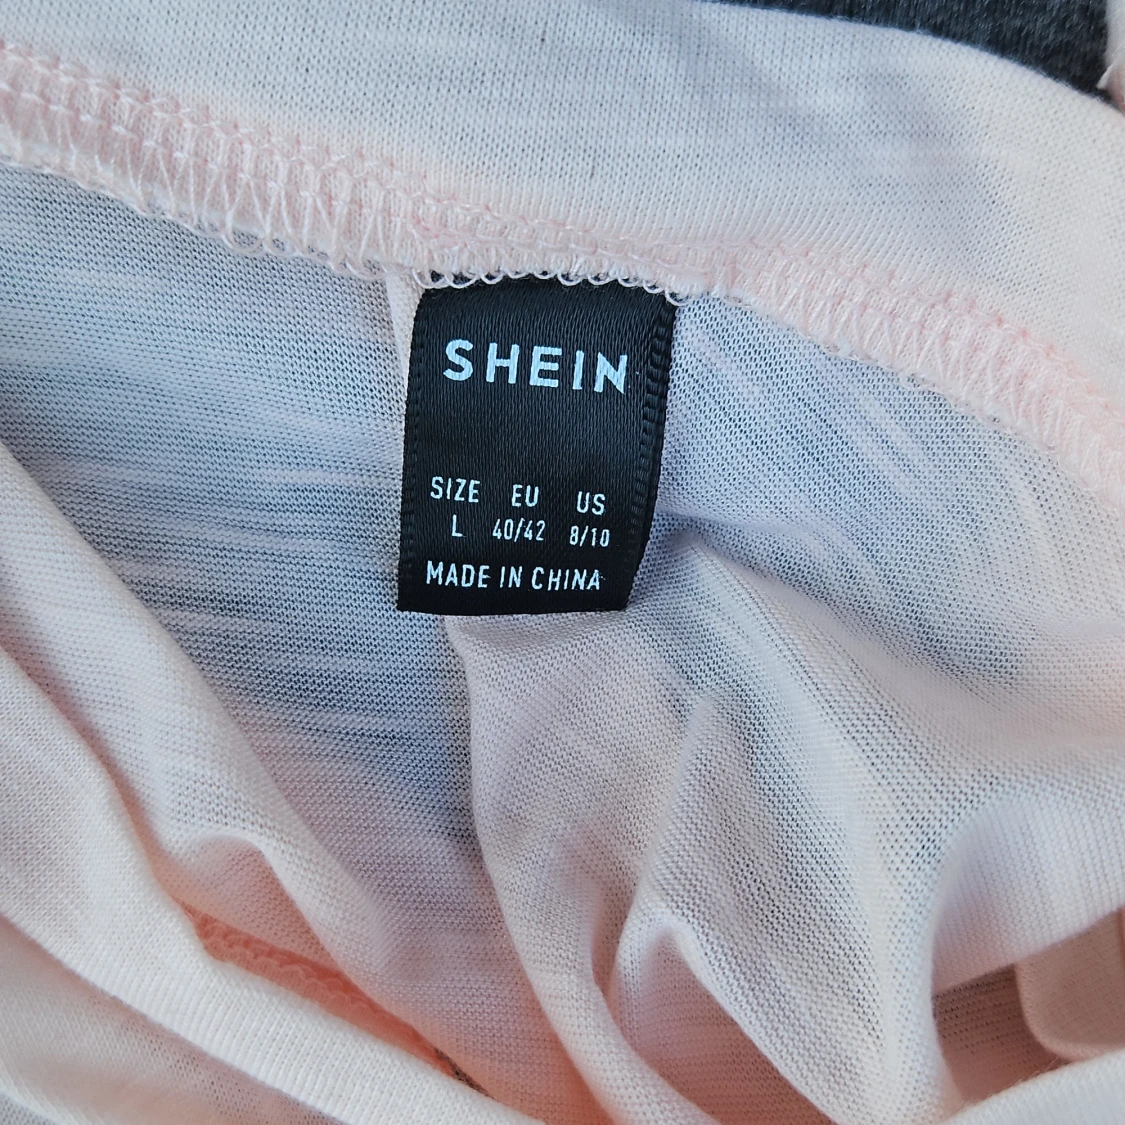 SHEIN
SIZE EU US
L 40/42 8/10
MADE IN CHINA